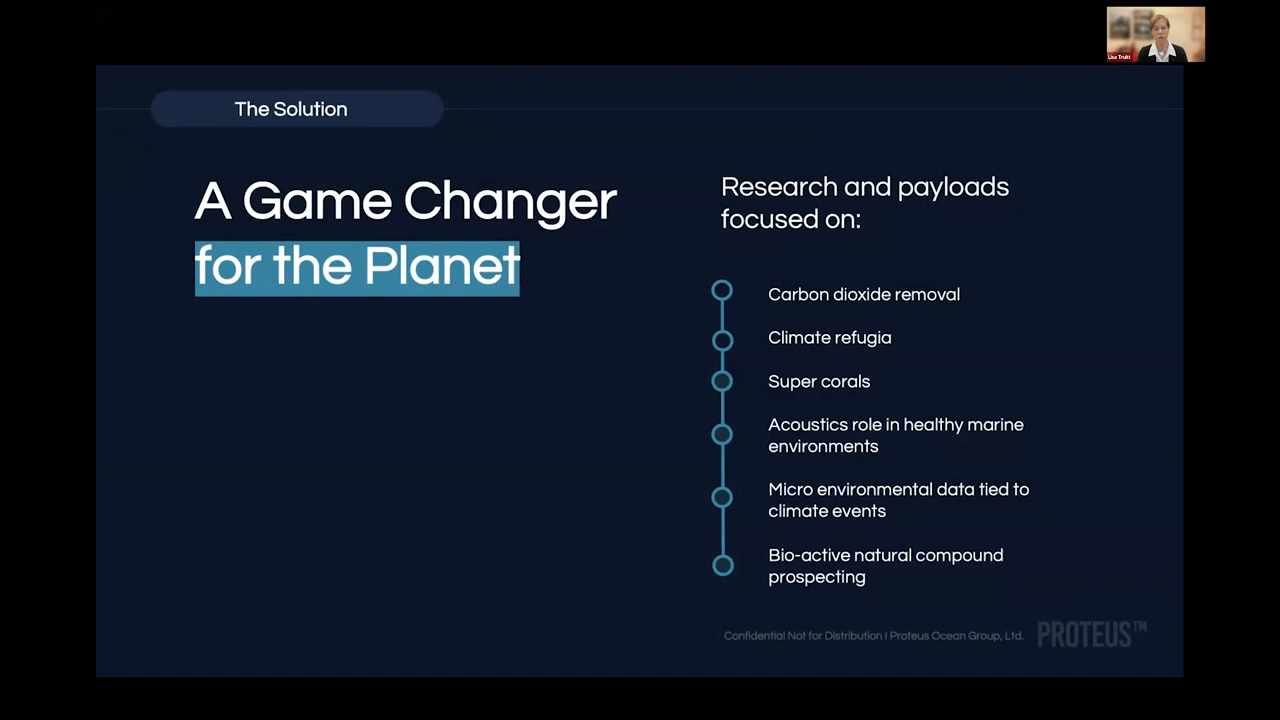 Lisa Truitt
The Solution
A Game Changer
for the Planet
Research and payloads
focused on:
Carbon dioxide removal
Climate refugia
Super corals
Acoustics role in healthy marine
environments
Micro environmental data tied to
climate events
Bio-active natural compound
prospecting
Confidential Not for Distribution I Proteus Ocean Group, Ltd.
PROTEUS™